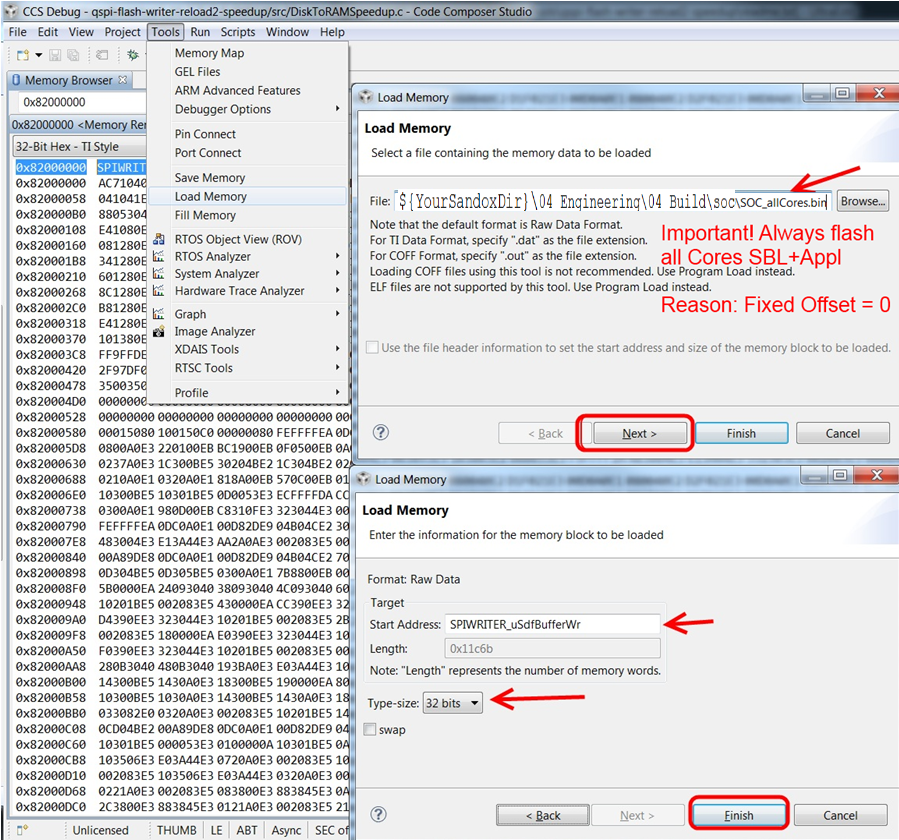 CCS Debug - qspi-flash-writer-reload2-speedup/src/DiskToRAMSpeedup.c - Code Composer Studio
File Edit View Project Tools Run Scripts Window Help
Memory Browser
0x82000000
0x82000000 <Memory Ren
32-Bit Hex - TI Style
0x82000000 SPIWRIT
0x82000000 AC71040
0x82000058 041041E
0x820000B0 8805304
0x82000108 E41080E
0x82000160 081280E
0x820001B8 341280E
0x82000210 601280E
0x82000268 8C1280E
0x820002C0 B81280E
0x82000318 E41280E
0x82000370 101380E
0x820003C8 FF9FFDE
0x82000420 2F97DF0
0x82000478 3500350
0x820004D0 0000000
0x82000528 00000000 00000000 00000000 00000000 000
0x82000580 00015080 100150C0 00000080 FEFFFFEA 0D0
0x820005D8 0800A0E3 220100EB BC1900EB 0F0500EB 0A
0x82000630 0237A0E3 1C300BE5 30204BE2 1C304BE2 02
0x82000688 0210A0E1 0320A0E1 818A00EB 570C00EB 01
0x820006E0 10300BE5 10301BE5 0D0053E3 ECFFFFDA CC
0x82000738 0300A0E1 980D00EB C8310FE3 323044E3 00
0x82000790 FEFFFFEA 0DC0A0E1 00D82DE9 04B04CE2 30
0x820007E8 483004E3 E13A44E3 AA2A0AE3 002083E5 00
0x82000840 00A89DE8 0DC0A0E1 00D82DE9 04B04CE2 70
0x82000898 0D304BE5 0D305BE5 0300A0E1 7B8800EB 00
0x820008F0 5B0000EA 24093040 38093040 4C093040 60
0x82000948 10201BE5 002083E5 430000EA CC390EE3 32
0x820009A0 D4390EE3 323044E3 10201BE5 002083E5 2B
0x820009F8 002083E5 180000EA E0390EE3 323044E3 10
0x82000A50 F0390EE3 323044E3 10201BE5 002083E5 00
0x82000AA8 280B3040 480B3040 193BA0E3 E03A44E3 10
0x82000B00 14300BE5 1430A0E3 18300BE5 190000EA 80
0x82000B58 10300BE5 1030A0E3 14300BE5 1430A0E3 18
0x82000BB0 033082E0 0320A0E3 002083E5 10201BE5 14
0x82000C08 0CD04BE2 00A89DE8 0DC0A0E1 00D82DE9 04
0x82000C60 10301BE5 000053E3 0100000A 10301BE5 0A
0x82000CB8 103506E3 E03A44E3 0720A0E3 002083E5 00
0x82000D10 002083E5 103506E3 E03A44E3 0320A0E3 00
0x82000D68 0221A0E3 002083E5 083800E3 883845E3 0A
0x82000DC0 2C3800E3 883845E3 0121A0E3 002083E5 21
Unlicensed THUMB LE ABT Async SEC of
Memory Map
GEL Files
ARM Advanced Features
Debugger Options
Pin Connect
Port Connect
Save Memory
Load Memory
Fill Memory
RTOS Object View (ROV)
RTOS Analyzer
System Analyzer
Hardware Trace Analyzer
Graph
Image Analyzer
XDAIS Tools
RTSC Tools
Profile
Load Memory
Load Memory
Select a file containing the memory data to be loaded
File: ${YourSandoxDir}\04 Engineering\04 Build\soc\SOC_allCores.bin Browse...
Note that the default format is Raw Data Format.
For TI Data Format, specify ".dat" as the file extension.
For COFF Format, specify ".out" as the file extension.
Loading COFF files using this tool is not recommended. Use Program Load instead.
ELF files are not supported by this tool. Use Program Load instead.
Important! Always flash
all Cores SBL+Appl
Reason: Fixed Offset = 0
Use the file header information to set the start address and size of the memory block to be loaded.
< Back Next > Finish Cancel
Load Memory
Load Memory
Enter the information for the memory block to be loaded
Format: Raw Data
Target
Start Address: SPIWRITER_uSdfBufferWr
Length: 0x11c6b
Note: "Length" represents the number of memory words.
Type-size: 32 bits
swap
< Back Next > Finish Cancel